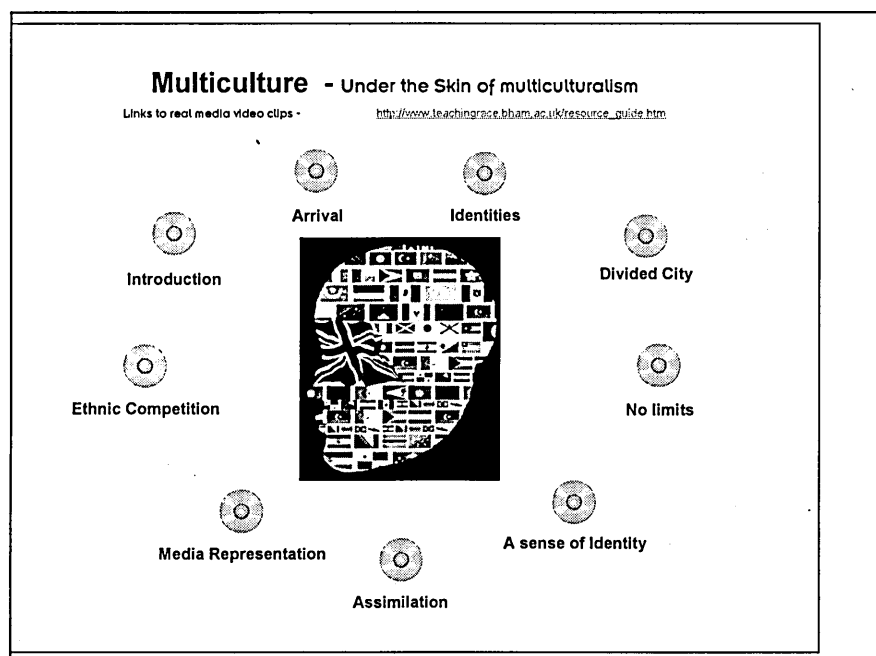 Multiculture - Under the Skin of multiculturalism
Links to real media video clips - http://www.teachingrace.bham.ac.uk/resource_guide.htm
Arrival
Identities
Introduction
Divided City
Ethnic Competition
No limits
Media Representation
A sense of Identity
Assimilation